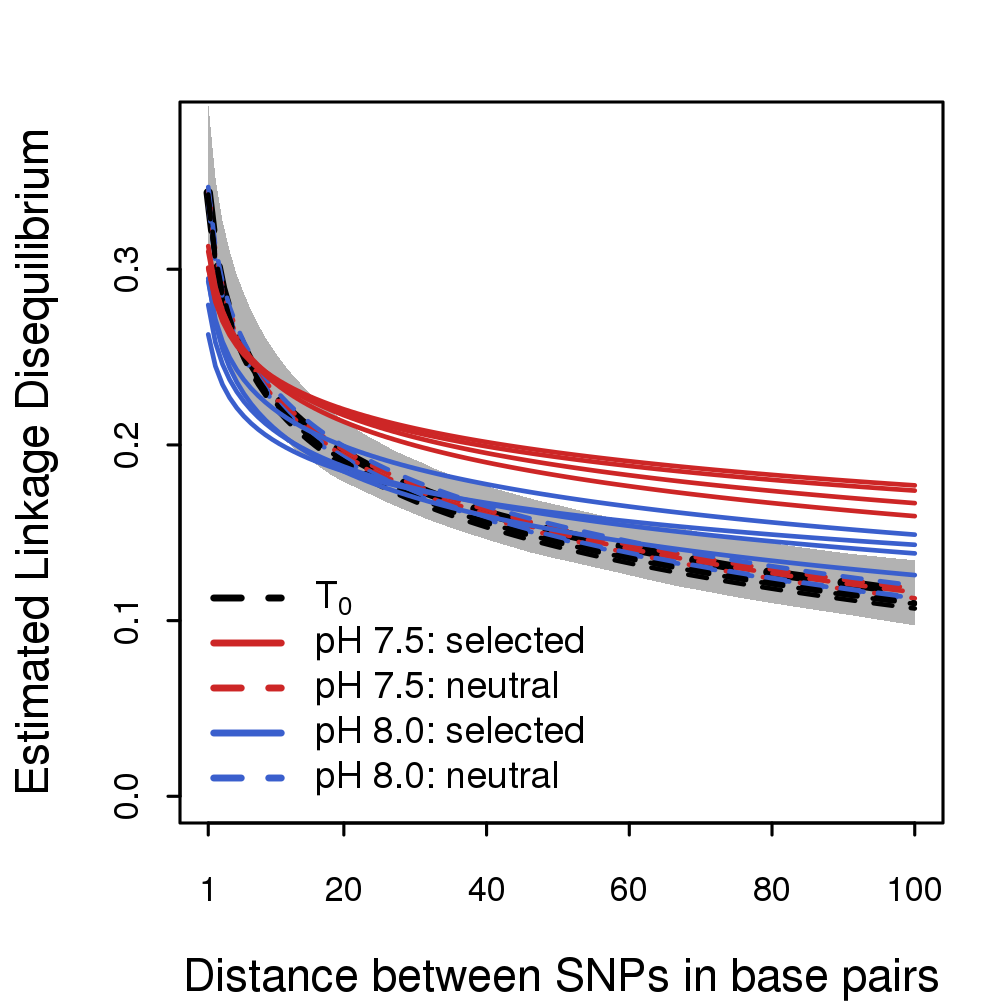 Estimated Linkage Disequilibrium
0.3
0.2
0.1
0.0
T0
pH 7.5: selected
pH 7.5: neutral
pH 8.0: selected
pH 8.0: neutral
1 20 40 60 80 100
Distance between SNPs in base pairs